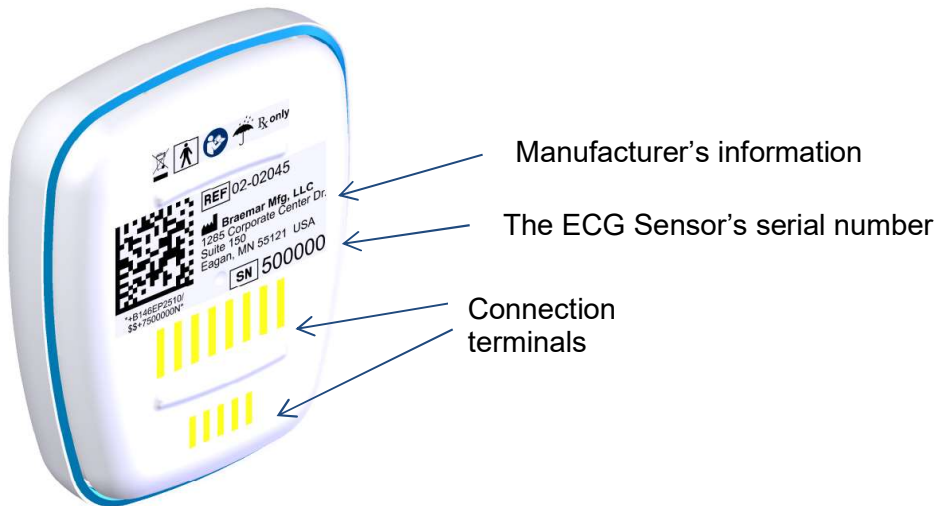 Rx only
REF 02-02045
Braemar Mfg, LLC
1285 Corporate Center Dr.
Suite 150
Eagan, MN 55121 USA
SN 500000
*+B146EP2510/
$$+7500000N*
Manufacturer’s information
The ECG Sensor’s serial number
Connection
terminals